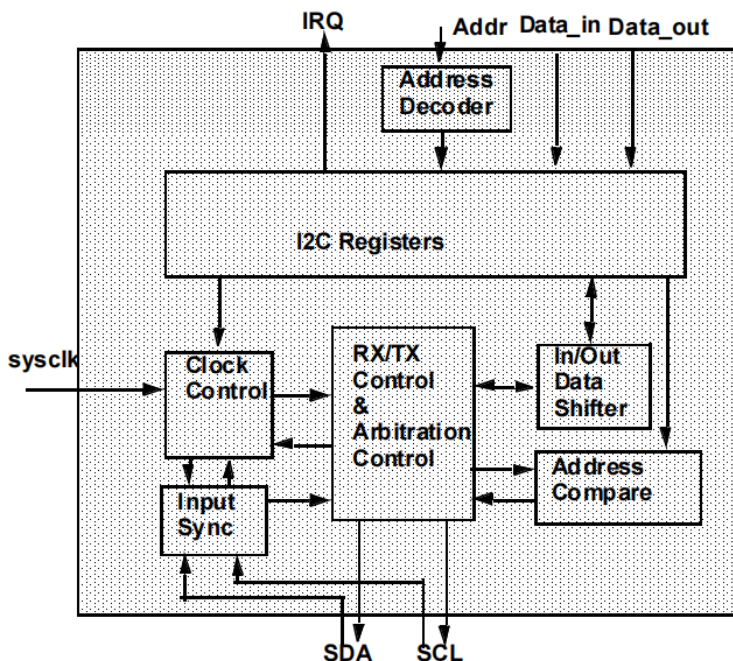 IRQ
Addr Data_in Data_out
Address
Decoder
I2C Registers
sysclk
Clock
Control
RX/TX
Control
&
Arbitration
Control
In/Out
Data
Shifter
Address
Compare
Input
Sync
SDA
SCL